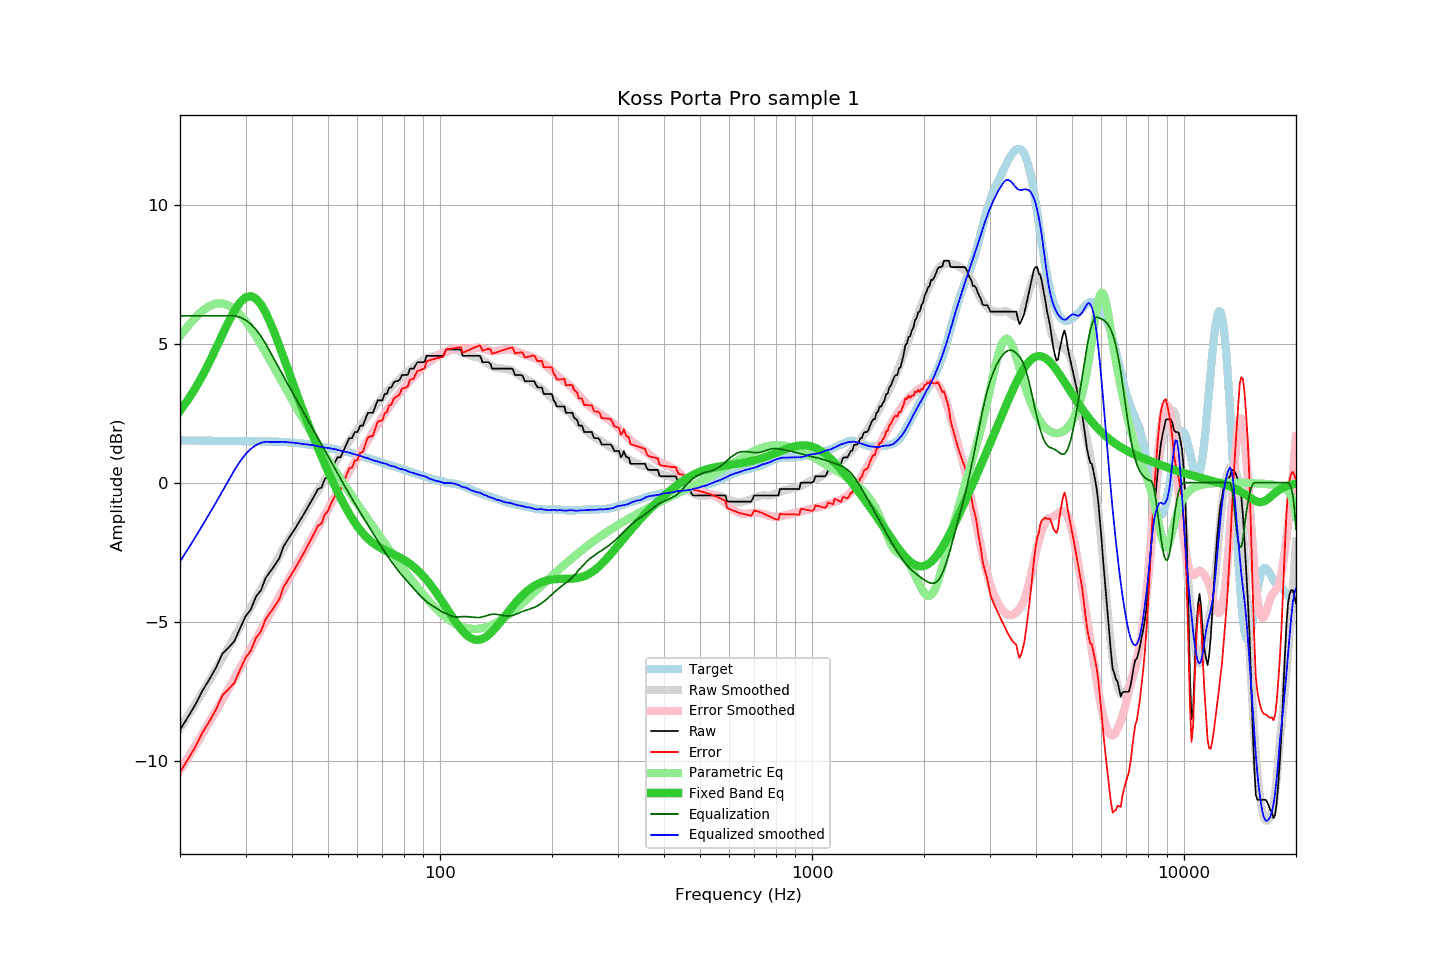 Koss Porta Pro sample 1
10
5
0
−5
−10
Amplitude (dBr)
Target
Raw Smoothed
Error Smoothed
Raw
Error
Parametric Eq
Fixed Band Eq
Equalization
Equalized smoothed
100
1000
10000
Frequency (Hz)